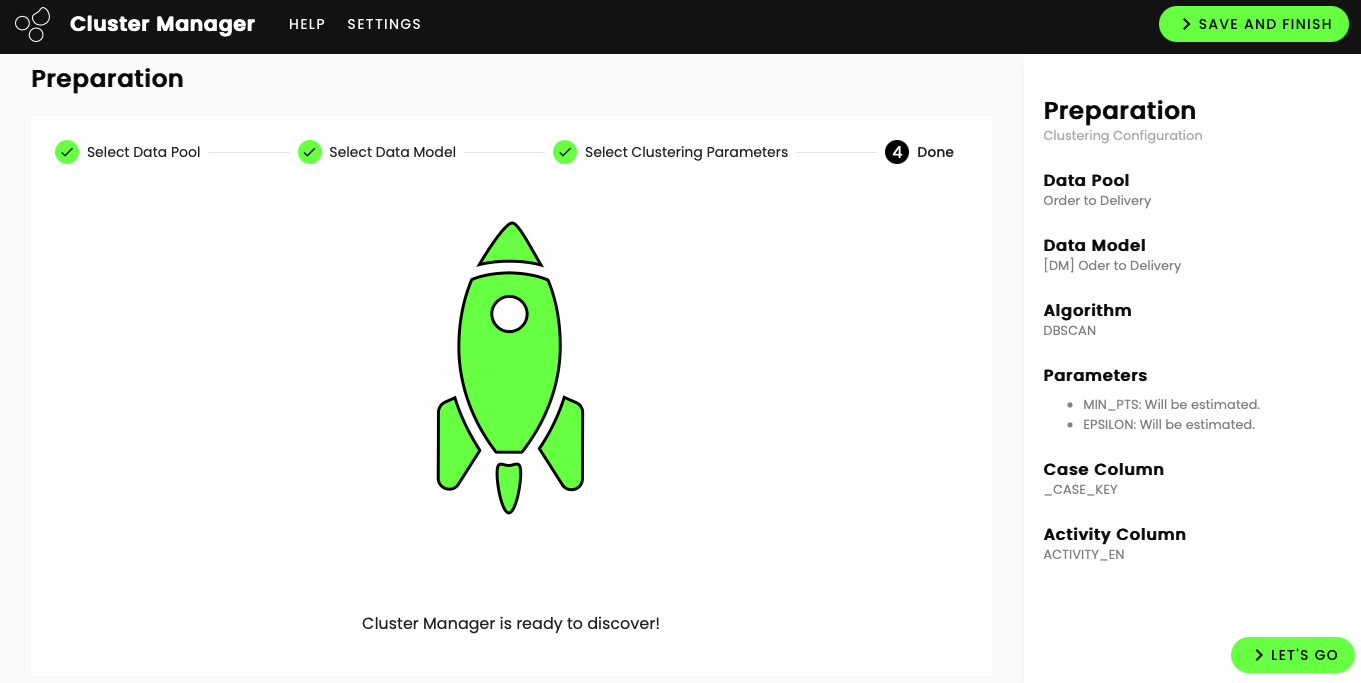 Cluster Manager
HELP
SETTINGS
SAVE AND FINISH
Preparation
Select Data Pool
Select Data Model
Select Clustering Parameters
4
Done
Cluster Manager is ready to discover!
Preparation
Clustering Configuration
Data Pool
Order to Delivery
Data Model
[DM] Oder to Delivery
Algorithm
DBSCAN
Parameters
MIN_PTS: Will be estimated.
EPSILON: Will be estimated.
Case Column
_CASE_KEY
Activity Column
ACTIVITY_EN
LET'S GO